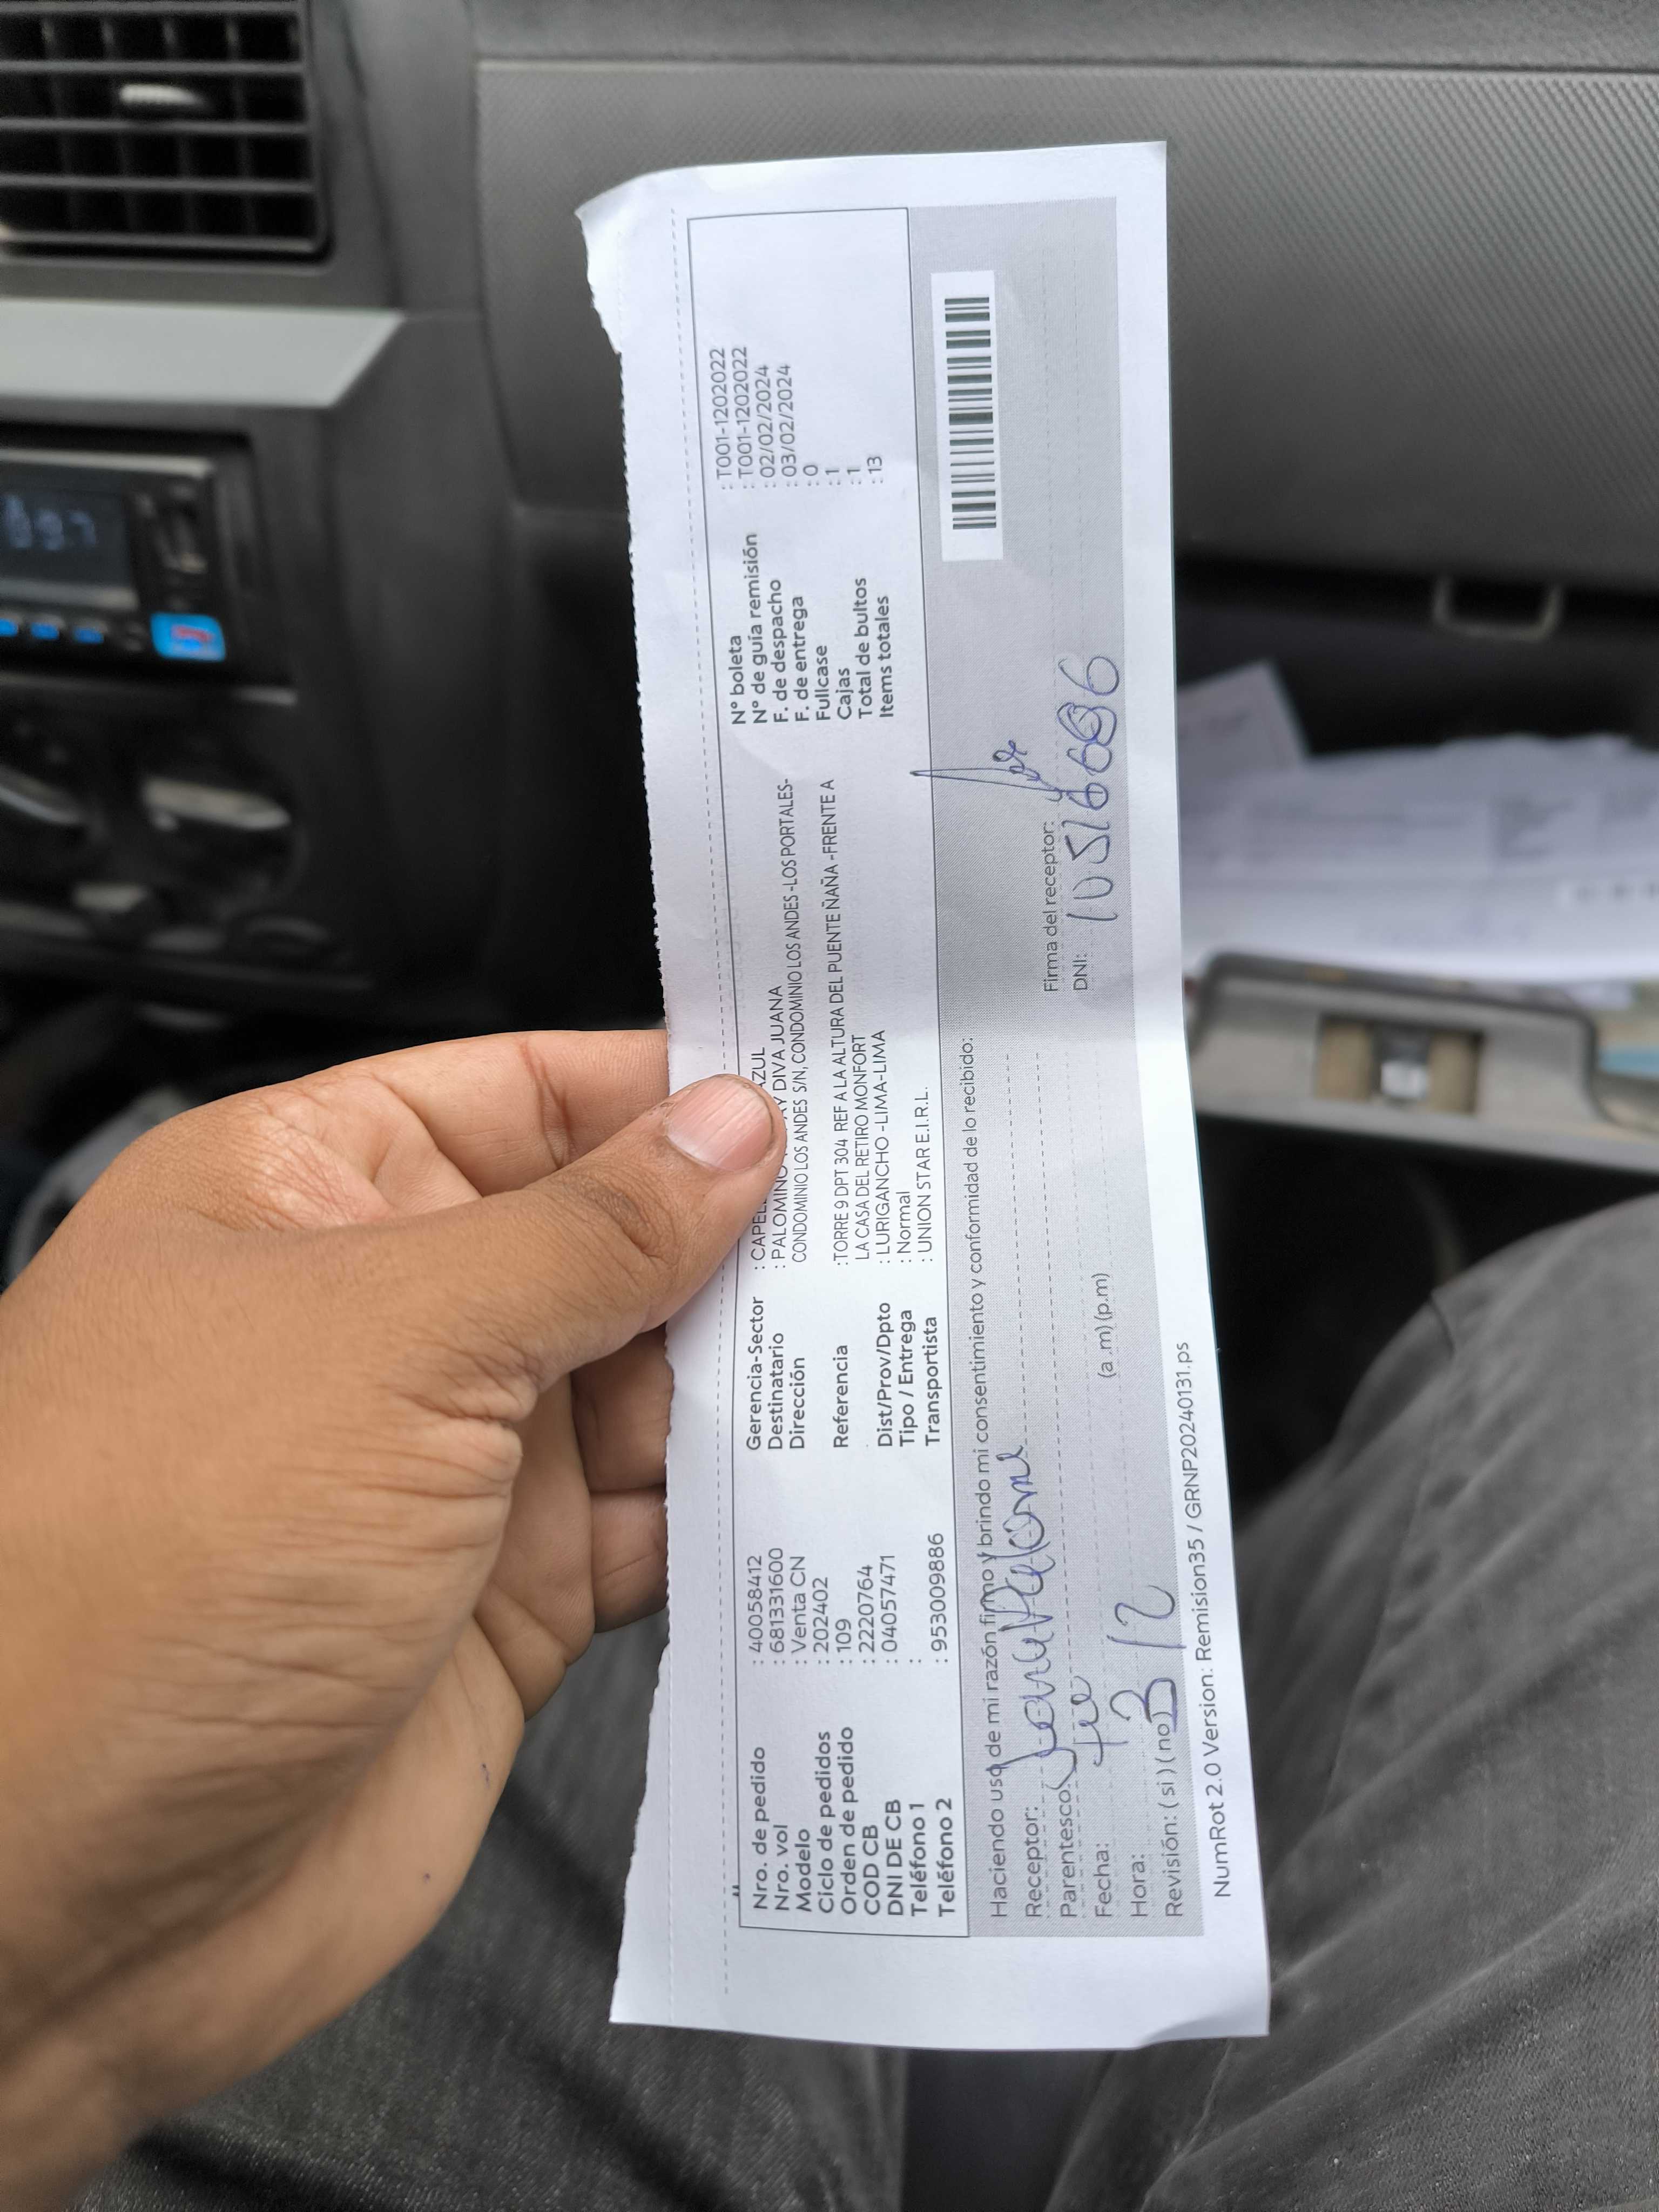 Nro. de pedido : 40058412
Nro. vol : 681331600
Modelo : Venta CN
Ciclo de pedidos : 202402
Orden de pedido : 109
COD CB : 2220764
DNI DE CB : 04057471
Teléfono 1 :
Teléfono 2 : 953009886
Gerencia-Sector :
Destinatario : DIVA JUANA
Dirección CONDOMINIO LOS ANDES S/N, CONDOMINIO LOS ANDES -LOS PORTALES-
Referencia :TORRE 9 DPT 304 REF A LA ALTURA DEL PUENTE ÑAÑA -FRENTE A
LA CASA DEL RETIRO MONFORT
Dist/Prov/Dpto : LURIGANCHO -LIMA-LIMA
Tipo / Entrega : Normal
Transportista : UNION STAR E.I.R.L.
N° boleta : T001-1202022
N° de guía remisión : T001-1202022
F. de despacho : 02/02/2024
F. de entrega : 03/02/2024
Fullcase : 0
Cajas : 1
Total de bultos : 1
Items totales : 13
Haciendo uso de mi razón firmo y brindo mi consentimiento y conformidad de lo recibido:
Receptor:
Parentesco:
Fecha:
Hora: 3/2 (a .m) (p.m)
Revisión: ( si ) ( no )
Firma del receptor:
DNI:
NumRot 2.0 Version: Remision35 / GRNP20240131.ps